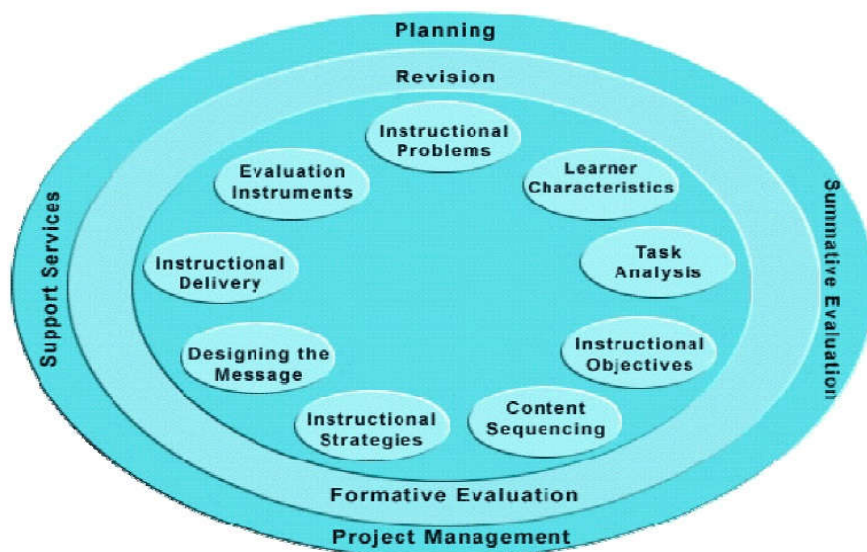 Planning
Revision
Instructional
Problems
Evaluation
Instruments
Learner
Characteristics
Instructional
Delivery
Task
Analysis
Support Services
Summative Evaluation
Designing the
Message
Instructional
Objectives
Instructional
Strategies
Content
Sequencing
Formative Evaluation
Project Management